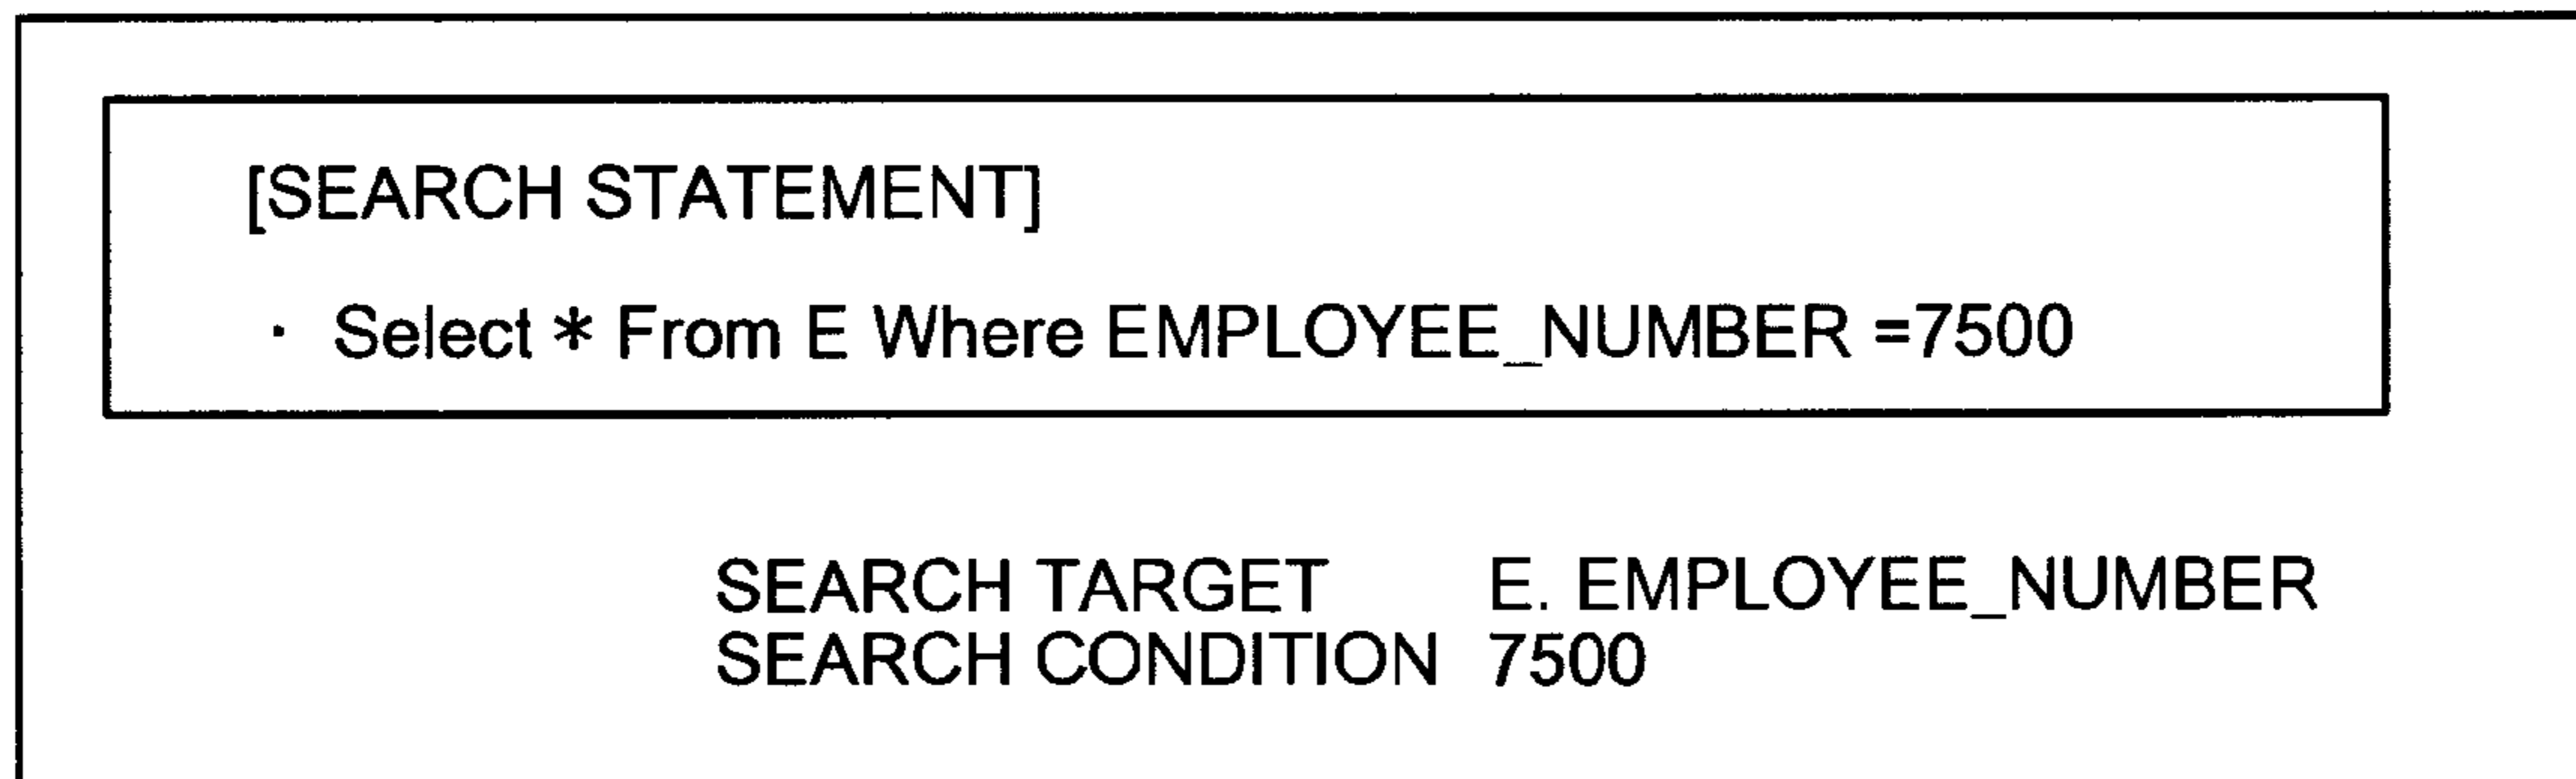 [SEARCH STATEMENT]
· Select * From E Where EMPLOYEE_NUMBER =7500
SEARCH TARGET E. EMPLOYEE_NUMBER
SEARCH CONDITION 7500